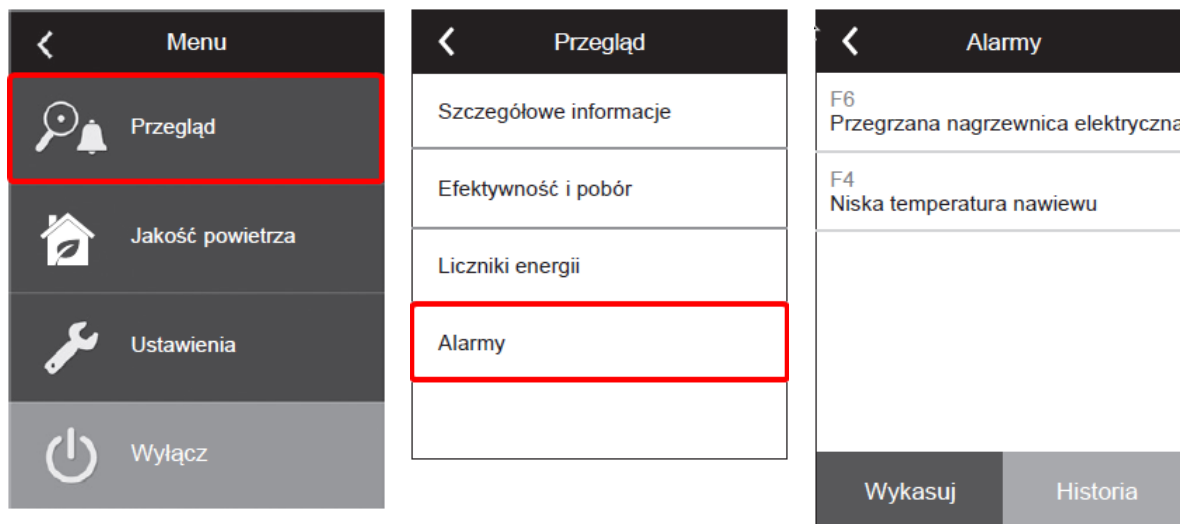 Menu
Przegląd
Jakość powietrza
Ustawienia
Wyłącz
Przegląd
Szczegółowe informacje
Efektywność i pobór
Liczniki energii
Alarmy
Alarmy
F6
Przegrzana nagrzewnica elektryczna
F4
Niska temperatura nawiewu
Wykasuj
Historia